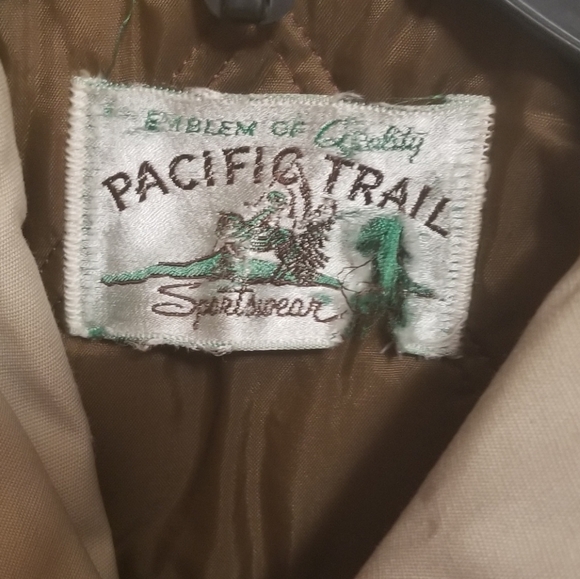 EMBLEM OF Quality
PACIFIC TRAIL
Sportswear